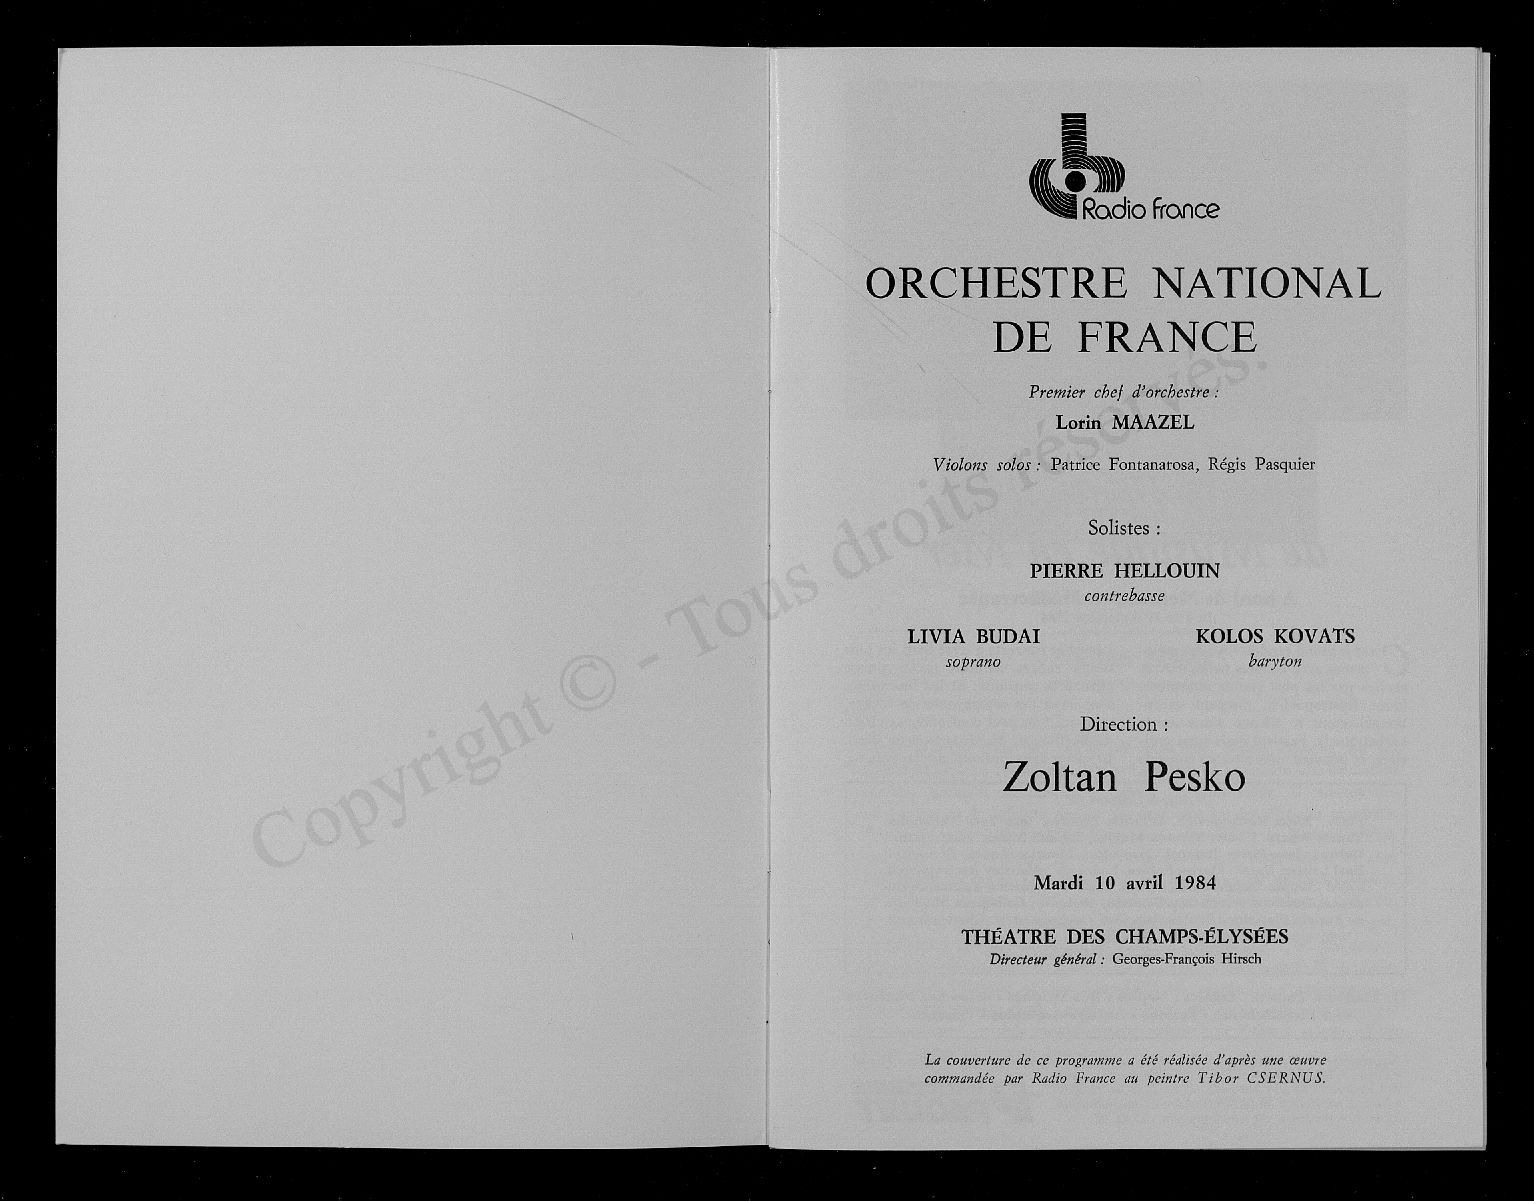 Radio France
ORCHESTRE NATIONAL
DE FRANCE
Premier chef d'orchestre :
Lorin MAAZEL
Violons solos : Patrice Fontanarosa, Régis Pasquier
Solistes :
PIERRE HELLOUIN
contrebasse
LIVIA BUDAI KOLOS KOVATS
soprano baryton
Direction :
Zoltan Pesko
Mardi 10 avril 1984
THÉATRE DES CHAMPS-ÉLYSÉES
Directeur général : Georges-François Hirsch
La couverture de ce programme a été réalisée d'après une œuvre
commandée par Radio France au peintre Tibor CSERNUS.
Copyright © - Tous droits réservés.